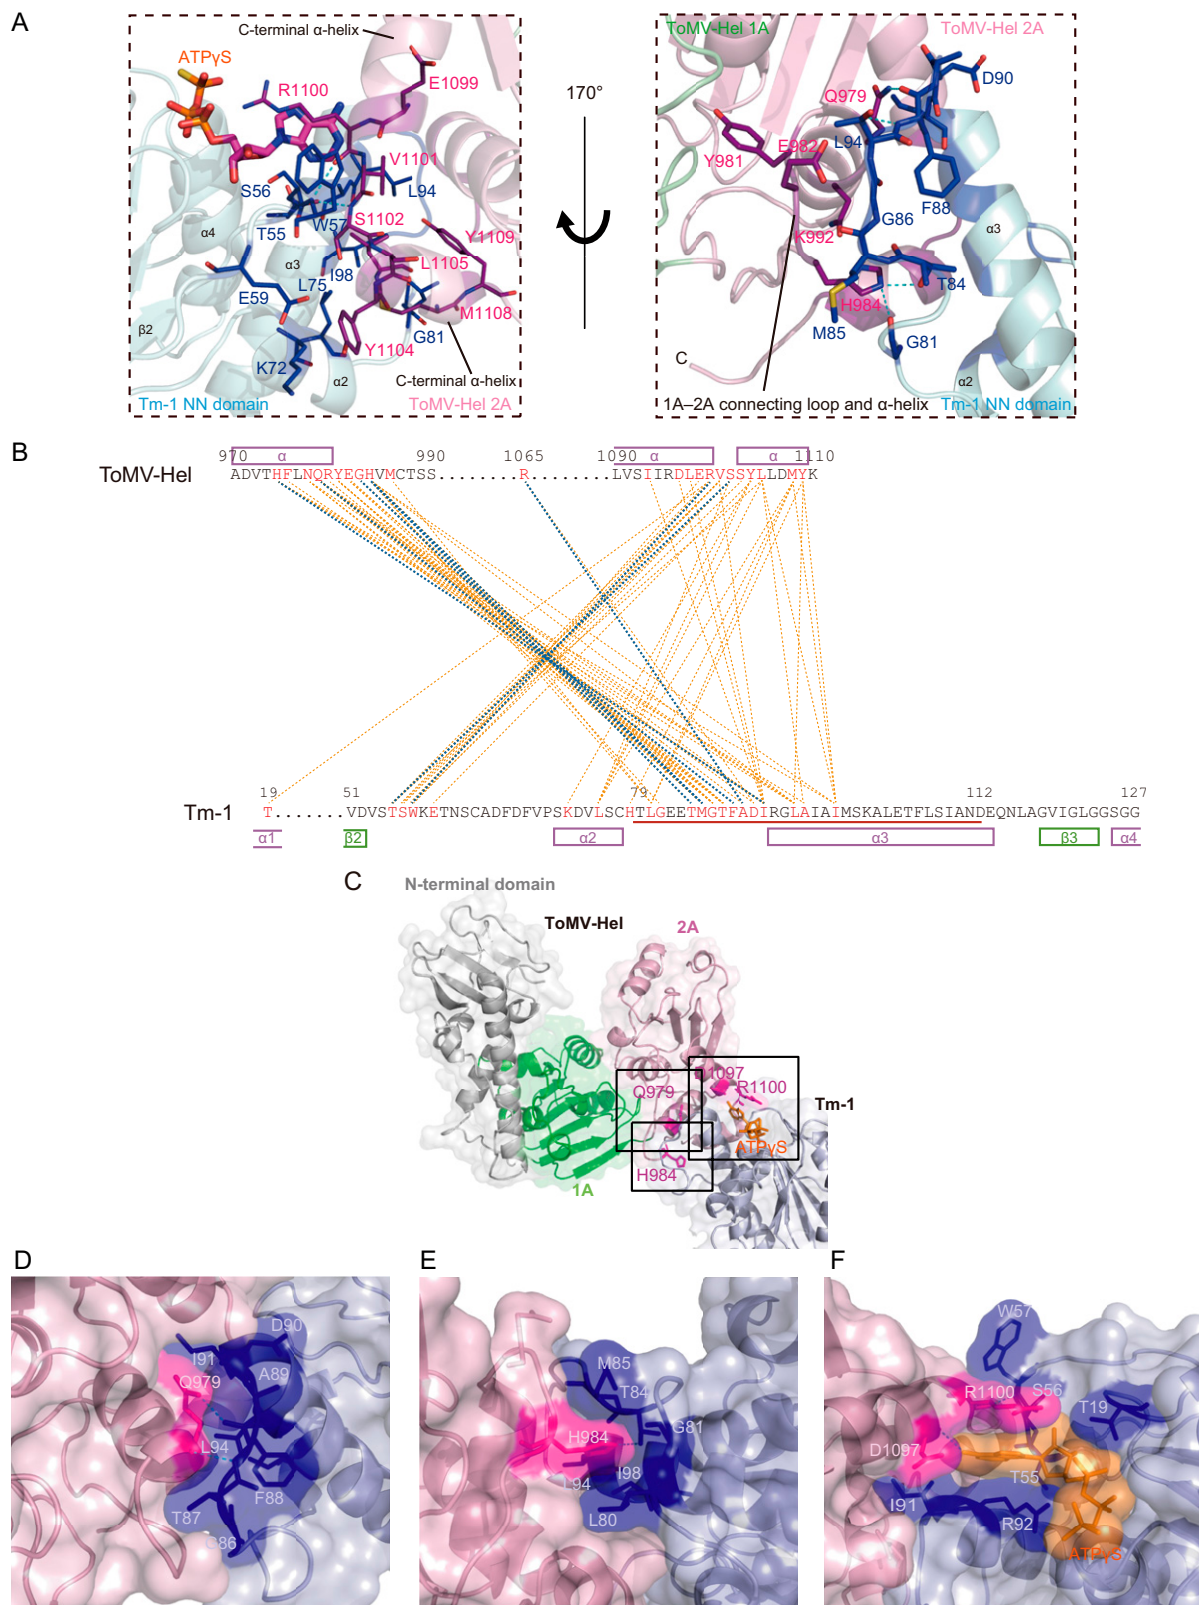 A
C-terminal α-helix
ATPγS
R1100
E1099
V1101
S56
L94
W57
S1102
T55
α4
Y1109
α3
I98
L1105
L75
E59
M1108
β2
G81
Y1104
K72
α2
C-terminal α-helix
Tm-1 NN domain
ToMV-Hel 2A
170°
ToMV-Hel 1A
ToMV-Hel 2A
D90
Q979
E982
L94
Y981
F88
G86
α3
K992
T84
H984
M85
G81
C
α2
1A–2A connecting loop and α-helix
Tm-1 NN domain
B
970
α
990
1065
1090
α
α
1110
ToMV-Hel
ADVTHFLNQRYEGHVMCTSS........R........LVSIIRDLERVSSYLLDMYK
19
51
79
112
127
Tm-1
T.......VDVSTSWKETNSCADFDFVPSKDVLSCHTLGEETMGTFADIRGLAIAIMSKALETFLSIANDEQNLAGVIGLGGSGG
α1
β2
α2
α3
β3
α4
C
N-terminal domain
ToMV-Hel
2A
D1097
Q979
R1100
Tm-1
ATPγS
H984
1A
D
D90
I91
A89
Q979
L94
F88
T87
G86
E
M85
T84
G81
H984
I98
L94
L80
F
W57
R1100
S56
T19
D1097
T55
I91
R92
ATPγS